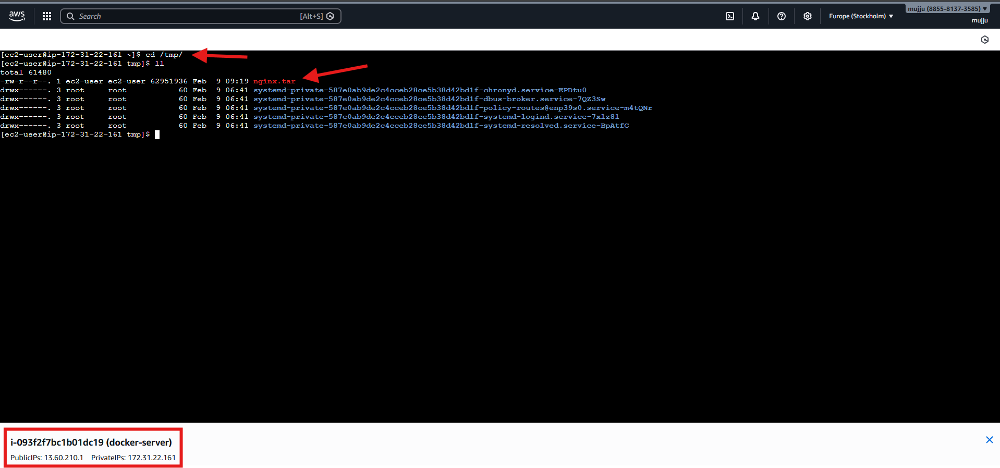 aws
Search [Alt+S]
Europe (Stockholm)
mujju (8855-8137-3585)
mujju
[ec2-user@ip-172-31-22-161 ~]$ cd /tmp/
[ec2-user@ip-172-31-22-161 tmp]$ ll
total 61480
-rw-r--r--. 1 ec2-user ec2-user 62951936 Feb  9 09:19 nginx.tar
drwx------. 3 root     root           60 Feb  9 06:41 systemd-private-587e0ab9de2c4cceb28ce5b38d42bd1f-chronyd.service-EPDtu0
drwx------. 3 root     root           60 Feb  9 06:41 systemd-private-587e0ab9de2c4cceb28ce5b38d42bd1f-dbus-broker.service-7QZ3Sw
drwx------. 3 root     root           60 Feb  9 06:41 systemd-private-587e0ab9de2c4cceb28ce5b38d42bd1f-policy-routes@enp39s0.service-m4tQNr
drwx------. 3 root     root           60 Feb  9 06:41 systemd-private-587e0ab9de2c4cceb28ce5b38d42bd1f-systemd-logind.service-7xlz81
drwx------. 3 root     root           60 Feb  9 06:41 systemd-private-587e0ab9de2c4cceb28ce5b38d42bd1f-systemd-resolved.service-BpAtfC
[ec2-user@ip-172-31-22-161 tmp]$
i-093f2f7bc1b01dc19 (docker-server)
PublicIPs: 13.60.210.1 PrivateIPs: 172.31.22.161